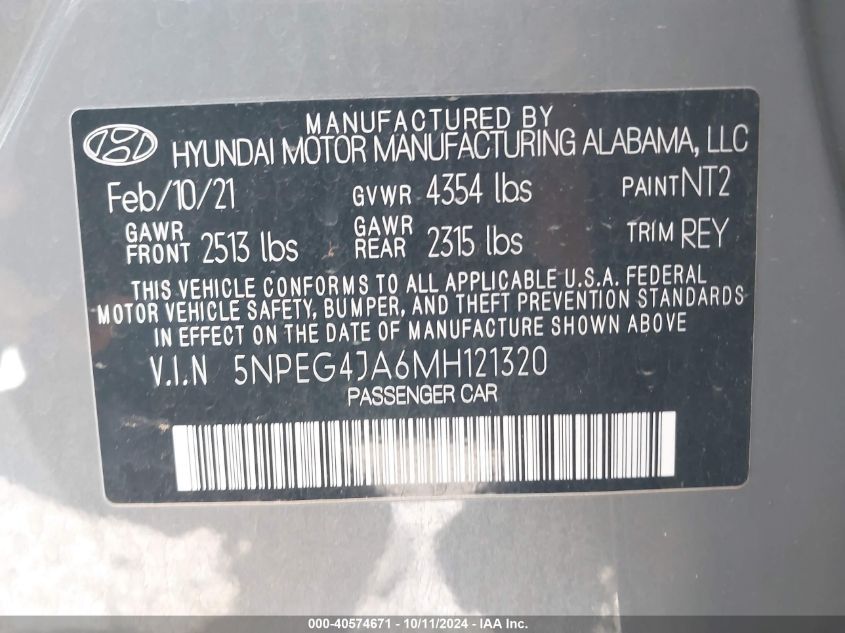 MANUFACTURED BY
HYUNDAI MOTOR MANUFACTURING ALABAMA, LLC
Feb/10/21 GVWR 4354 lbs PAINT NT2
GAWR FRONT 2513 lbs GAWR REAR 2315 lbs TRIM REY
THIS VEHICLE CONFORMS TO ALL APPLICABLE U.S.A. FEDERAL
MOTOR VEHICLE SAFETY, BUMPER, AND THEFT PREVENTION STANDARDS
IN EFFECT ON THE DATE OF MANUFACTURE SHOWN ABOVE
V.I.N 5NPEG4JA6MH121320
PASSENGER CAR
000-40574671 - 10/11/2024 - IAA Inc.